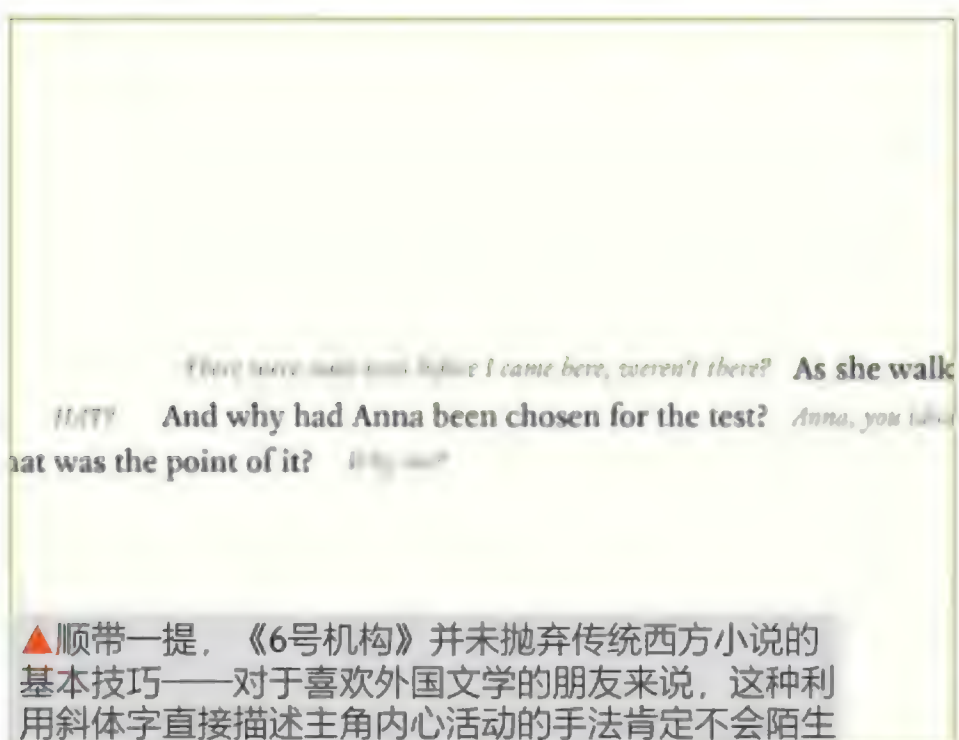 e I came here, weren't there? As she walk
And why had Anna been chosen for the test? Anna, you
hat was the point of it?
▲顺带一提，《6号机构》并未抛弃传统西方小说的
基本技巧——对于喜欢外国文学的朋友来说，这种利
用斜体字直接描述主角内心活动的手法肯定不会陌生